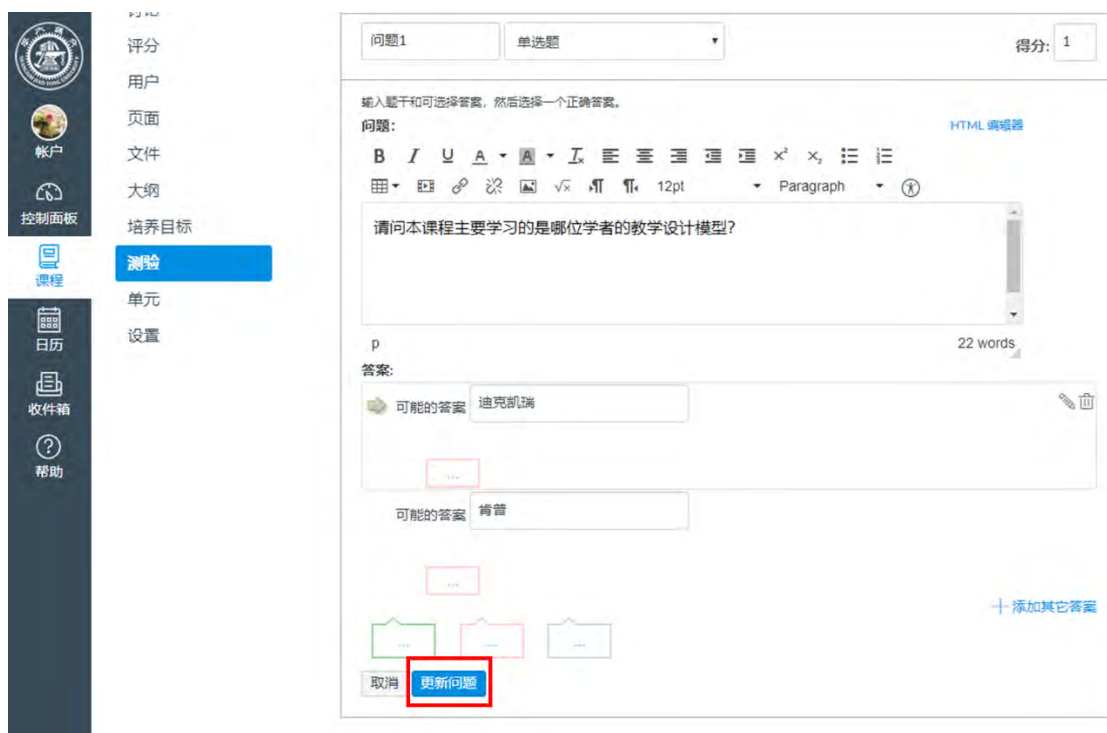 评分
用户
页面
文件
大纲
培养目标
测验
单元
设置
帐户
控制面板
课程
日历
收件箱
帮助
问题1 单选题 得分: 1
输入题干和可选择答案，然后选择一个正确答案。
问题: HTML 编辑器
12pt Paragraph
请问本课程主要学习的是哪位学者的教学设计模型?
p 22 words
答案:
可能的答案 迪克凯瑞
...
可能的答案 肯普
...
+ 添加其它答案
... ... ...
取消 更新问题